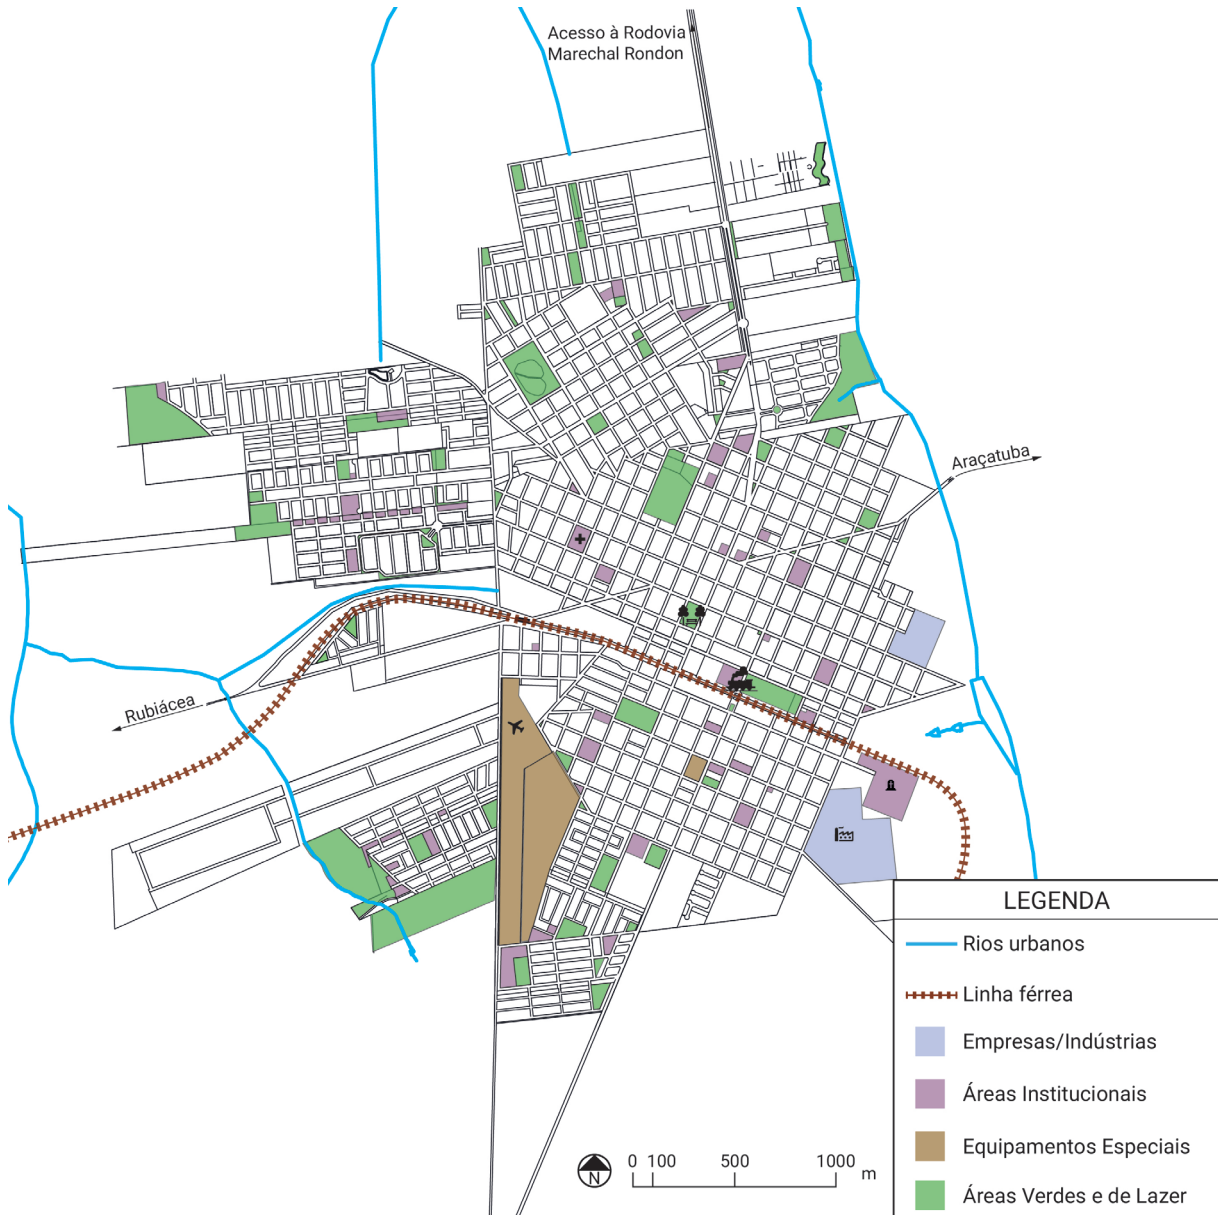 Acesso à Rodovia
Marechal Rondon
Araçatuba
Rubiácea
LEGENDA
Rios urbanos
Linha férrea
Empresas/Indústrias
Áreas Institucionais
Equipamentos Especiais
Áreas Verdes e de Lazer
N
0 100 500 1000
m